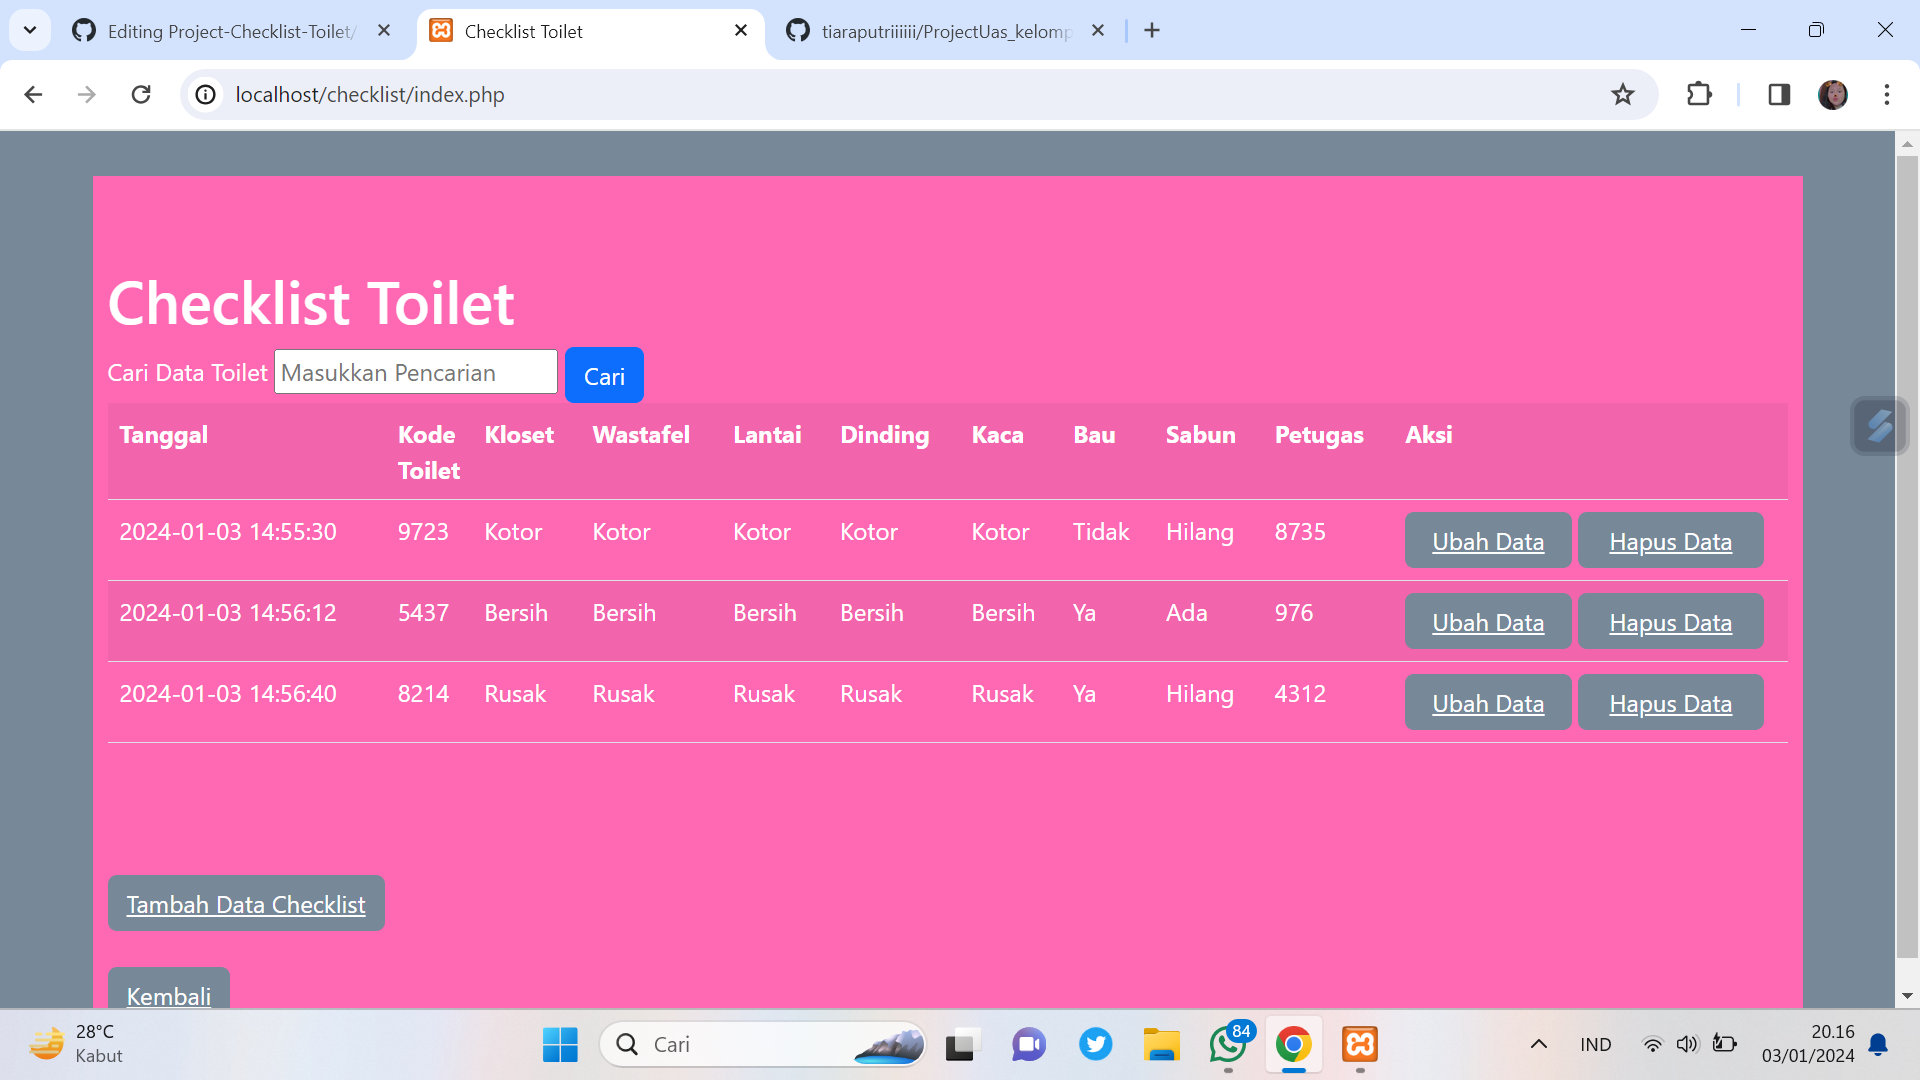 Editing Project-Checklist-Toilet/
Checklist Toilet
tiaraputriiiiii/ProjectUas_kelomp
localhost/checklist/index.php
Checklist Toilet
Cari Data Toilet Masukkan Pencarian Cari
Tanggal Kode Toilet Kloset Wastafel Lantai Dinding Kaca Bau Sabun Petugas Aksi
2024-01-03 14:55:30 9723 Kotor Kotor Kotor Kotor Kotor Tidak Hilang 8735 Ubah Data Hapus Data
2024-01-03 14:56:12 5437 Bersih Bersih Bersih Bersih Bersih Ya Ada 976 Ubah Data Hapus Data
2024-01-03 14:56:40 8214 Rusak Rusak Rusak Rusak Rusak Ya Hilang 4312 Ubah Data Hapus Data
Tambah Data Checklist
Kembali
28°C
Kabut
Cari
84
IND
20.16
03/01/2024